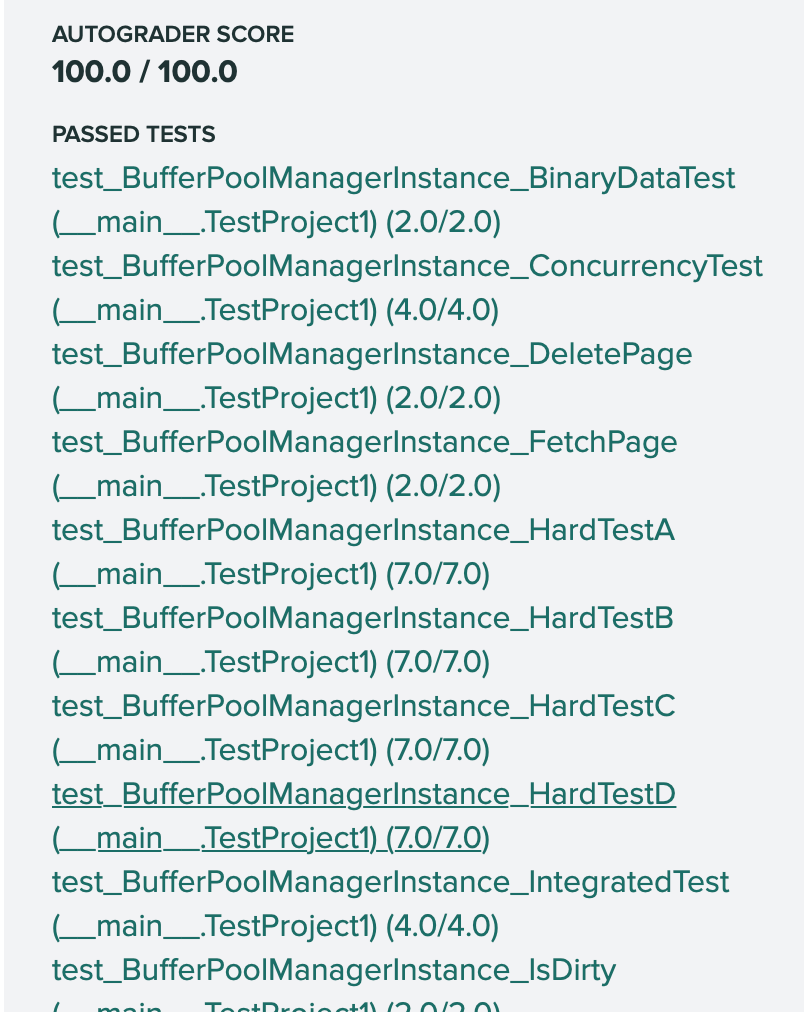 AUTOGRADER SCORE
100.0 / 100.0
PASSED TESTS
test_BufferPoolManagerInstance_BinaryDataTest
(__main__.TestProject1) (2.0/2.0)
test_BufferPoolManagerInstance_ConcurrencyTest
(__main__.TestProject1) (4.0/4.0)
test_BufferPoolManagerInstance_DeletePage
(__main__.TestProject1) (2.0/2.0)
test_BufferPoolManagerInstance_FetchPage
(__main__.TestProject1) (2.0/2.0)
test_BufferPoolManagerInstance_HardTestA
(__main__.TestProject1) (7.0/7.0)
test_BufferPoolManagerInstance_HardTestB
(__main__.TestProject1) (7.0/7.0)
test_BufferPoolManagerInstance_HardTestC
(__main__.TestProject1) (7.0/7.0)
test_BufferPoolManagerInstance_HardTestD
(__main__.TestProject1) (7.0/7.0)
test_BufferPoolManagerInstance_IntegratedTest
(__main__.TestProject1) (4.0/4.0)
test_BufferPoolManagerInstance_IsDirty
(__main__.TestProject1)